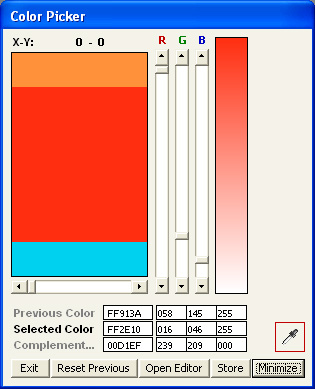 Color Picker
X-Y: 0 - 0 R G B
Previous Color FF913A 058 145 255
Selected Color FF2E10 016 046 255
Complement... 00D1EF 239 209 000
Exit Reset Previous Open Editor Store Minimize